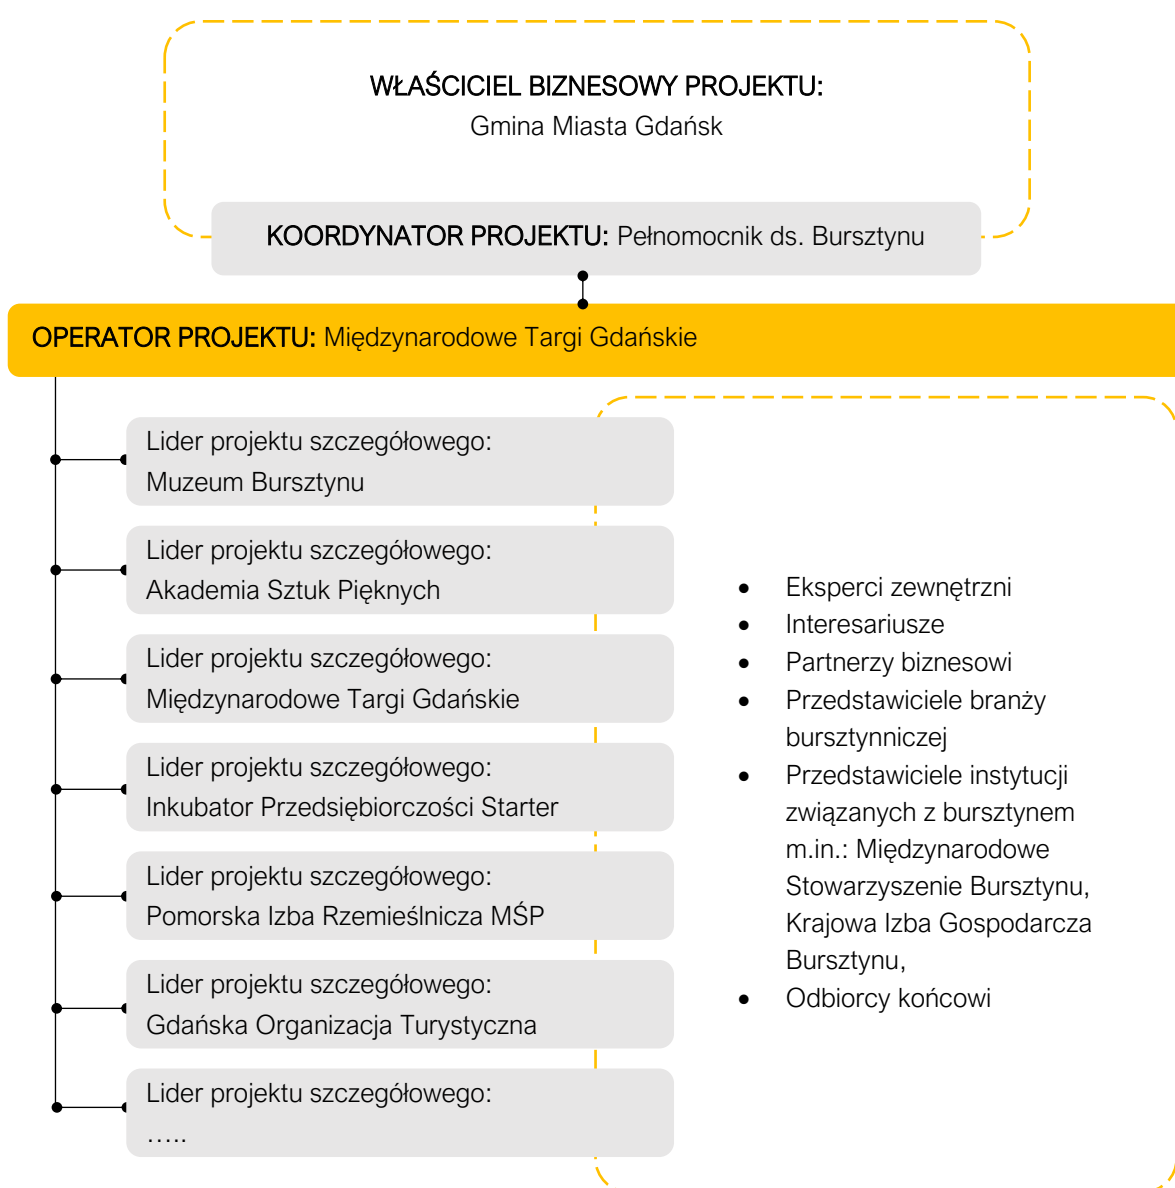 WŁAŚCICIEL BIZNESOWY PROJEKTU:
Gmina Miasta Gdańsk
KOORDYNATOR PROJEKTU: Pełnomocnik ds. Bursztynu
OPERATOR PROJEKTU: Międzynarodowe Targi Gdańskie
Lider projektu szczegółowego:
Muzeum Bursztynu
Lider projektu szczegółowego:
Akademia Sztuk Pięknych
Lider projektu szczegółowego:
Międzynarodowe Targi Gdańskie
Lider projektu szczegółowego:
Inkubator Przedsiębiorczości Starter
Lider projektu szczegółowego:
Pomorska Izba Rzemieślnicza MŚP
Lider projektu szczegółowego:
Gdańska Organizacja Turystyczna
Lider projektu szczegółowego:
…..
• Eksperci zewnętrzni
• Interesariusze
• Partnerzy biznesowi
• Przedstawiciele branży
bursztynniczej
• Przedstawiciele instytucji
związanych z bursztynem
m.in.: Międzynarodowe
Stowarzyszenie Bursztynu,
Krajowa Izba Gospodarcza
Bursztynu,
• Odbiorcy końcowi